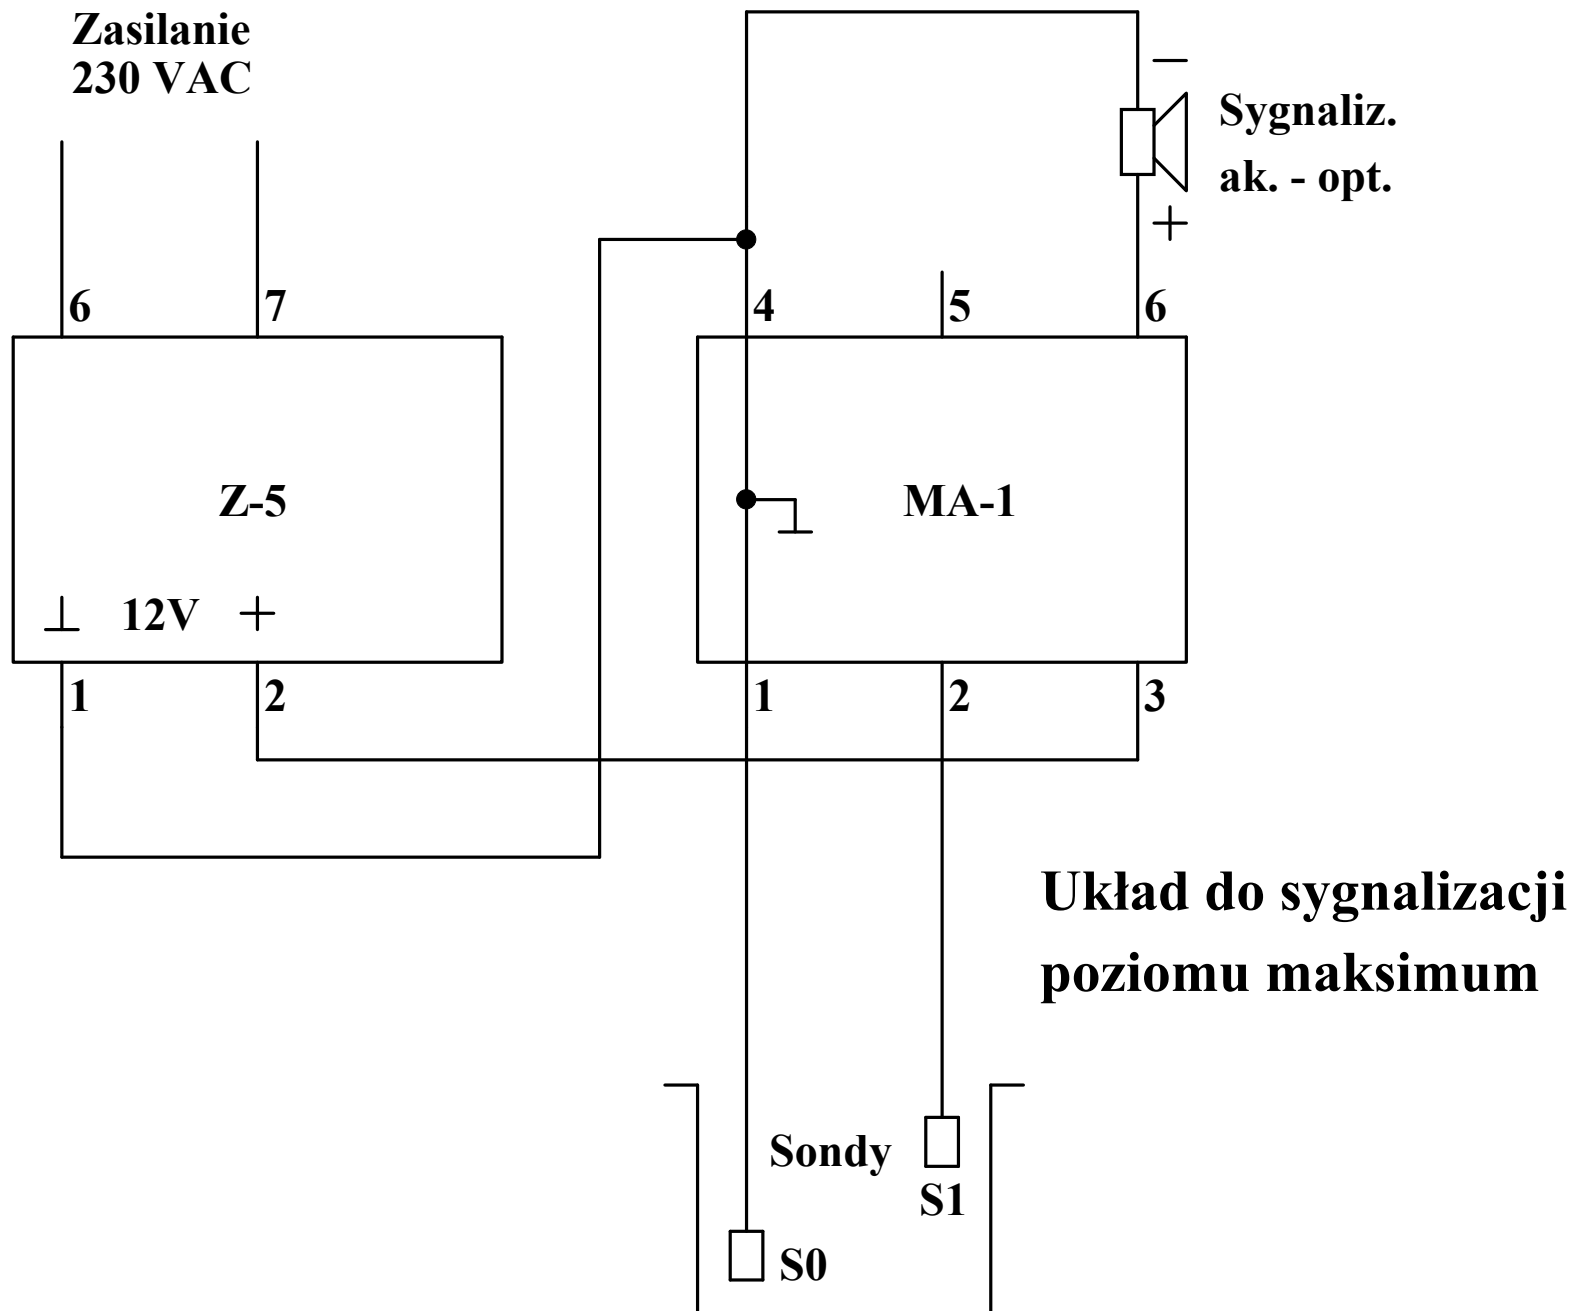 Zasilanie
230 VAC
Sygnaliz.
ak. - opt.
6
7
4
5
6
Z-5
MA-1
12V
1
2
1
2
3
Układ do sygnalizacji
poziomu maksimum
Sondy
S1
S0